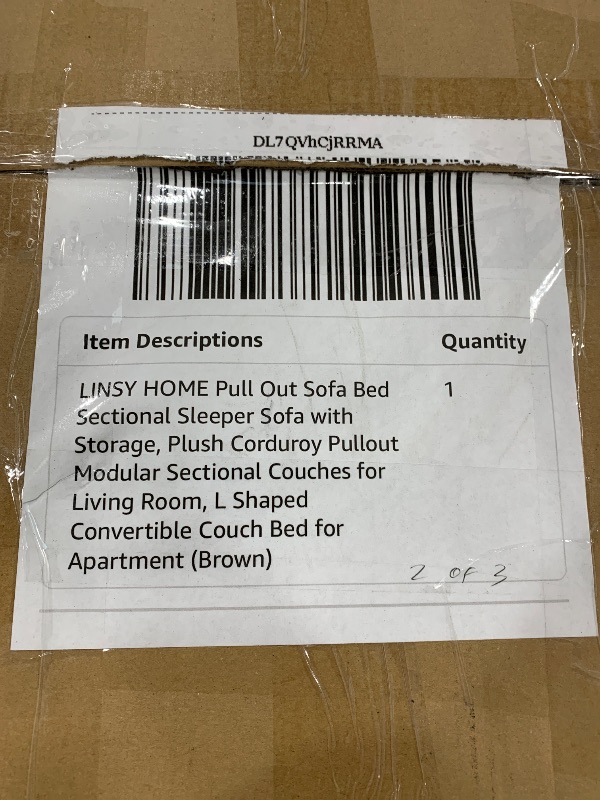 DL7QVhCjRRMA
Item Descriptions Quantity
LINSY HOME Pull Out Sofa Bed 1
Sectional Sleeper Sofa with
Storage, Plush Corduroy Pullout
Modular Sectional Couches for
Living Room, L Shaped
Convertible Couch Bed for
Apartment (Brown)
2 OF 3